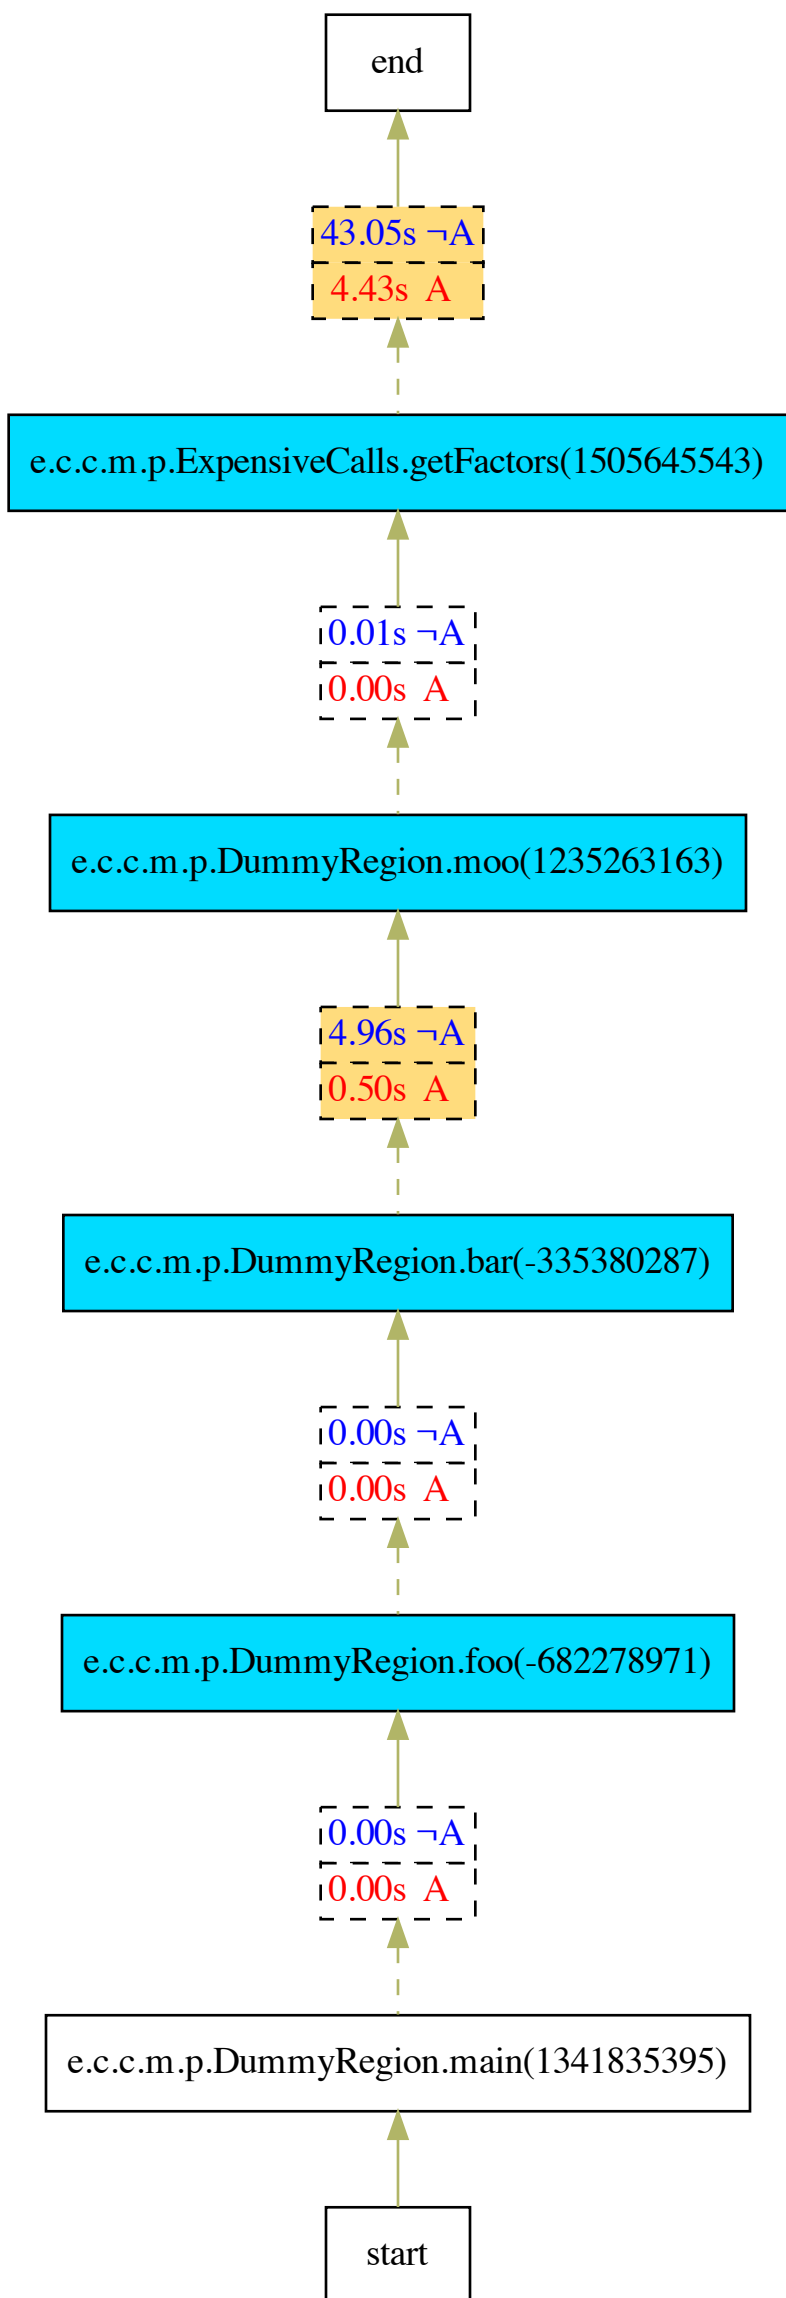 end
43.05s ¬A
4.43s A
e.c.c.m.p.ExpensiveCalls.getFactors(1505645543)
0.01s ¬A
0.00s A
e.c.c.m.p.DummyRegion.moo(1235263163)
4.96s ¬A
0.50s A
e.c.c.m.p.DummyRegion.bar(-335380287)
0.00s ¬A
0.00s A
e.c.c.m.p.DummyRegion.foo(-682278971)
0.00s ¬A
0.00s A
e.c.c.m.p.DummyRegion.main(1341835395)
start